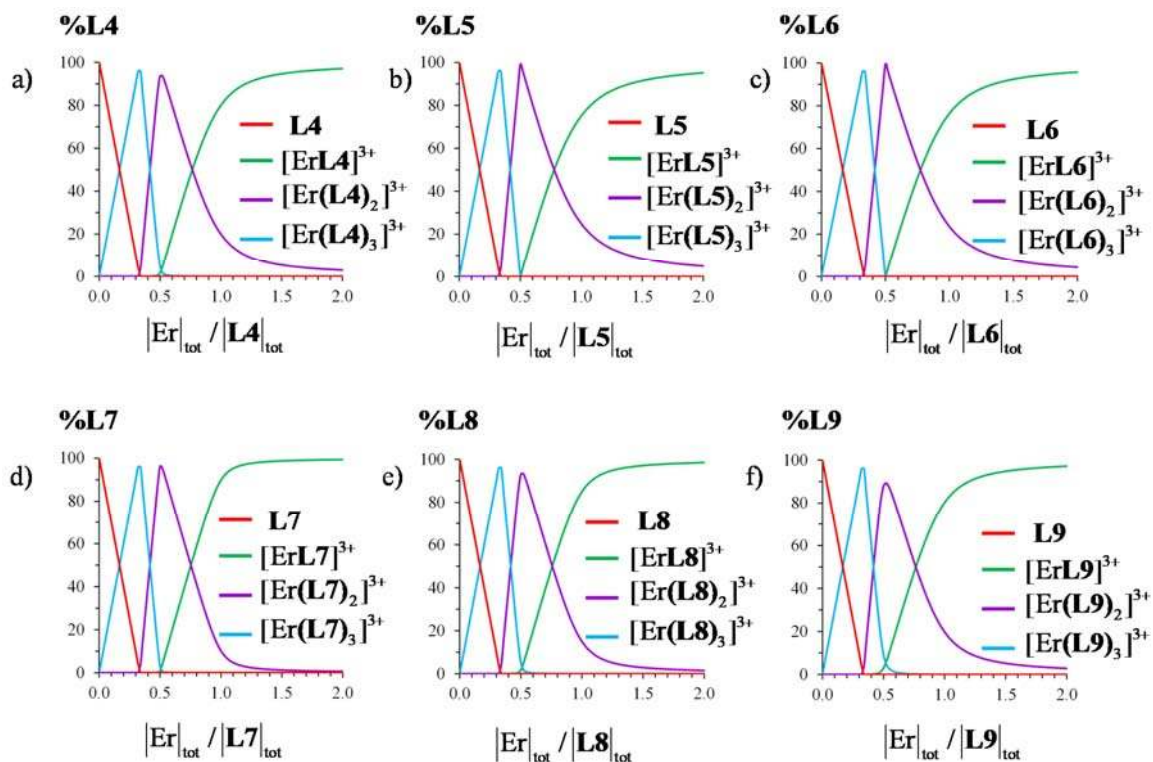 %L4
a)
100
80
60
40
20
0
0.0 0.5 1.0 1.5 2.0
L4
[ErL4]³⁺
[Er(L4)₂]³⁺
[Er(L4)₃]³⁺
|Er|tot / |L4|tot
%L5
b)
100
80
60
40
20
0
0.0 0.5 1.0 1.5 2.0
L5
[ErL5]³⁺
[Er(L5)₂]³⁺
[Er(L5)₃]³⁺
|Er|tot / |L5|tot
%L6
c)
100
80
60
40
20
0
0.0 0.5 1.0 1.5 2.0
L6
[ErL6]³⁺
[Er(L6)₂]³⁺
[Er(L6)₃]³⁺
|Er|tot / |L6|tot
%L7
d)
100
80
60
40
20
0
0.0 0.5 1.0 1.5 2.0
L7
[ErL7]³⁺
[Er(L7)₂]³⁺
[Er(L7)₃]³⁺
|Er|tot / |L7|tot
%L8
e)
100
80
60
40
20
0
0.0 0.5 1.0 1.5 2.0
L8
[ErL8]³⁺
[Er(L8)₂]³⁺
[Er(L8)₃]³⁺
|Er|tot / |L8|tot
%L9
f)
100
80
60
40
20
0
0.0 0.5 1.0 1.5 2.0
L9
[ErL9]³⁺
[Er(L9)₂]³⁺
[Er(L9)₃]³⁺
|Er|tot / |L9|tot